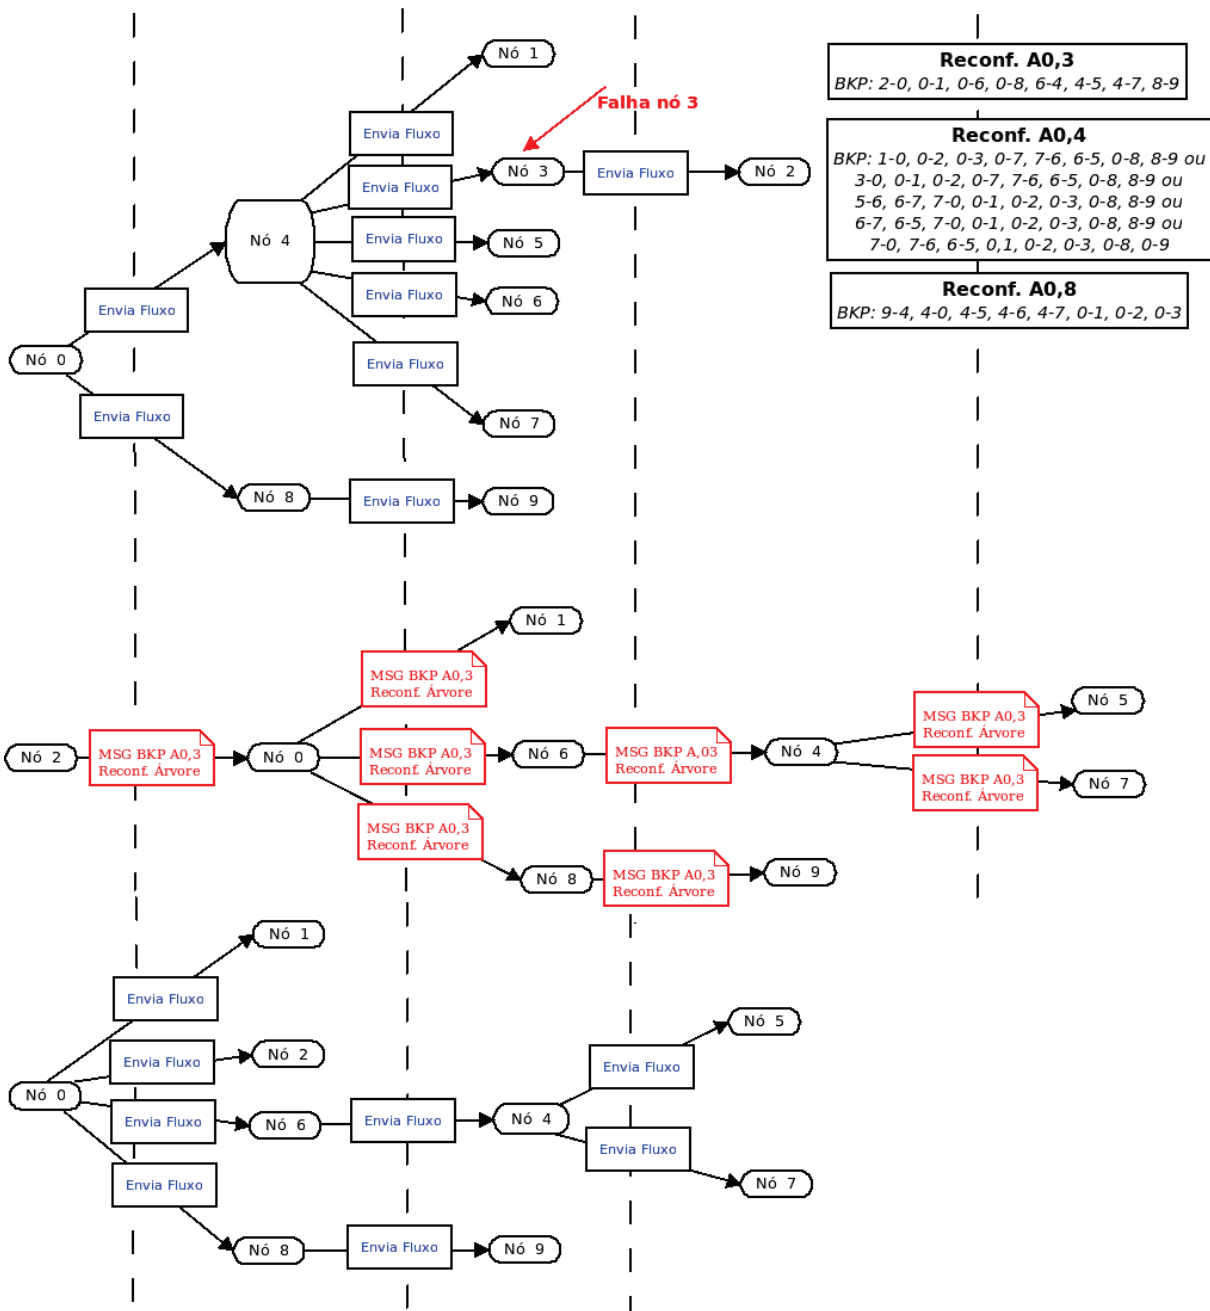 Nó 1
Reconf. A0,3
BKP: 2-0, 0-1, 0-6, 0-8, 6-4, 4-5, 4-7, 8-9
Falha nó 3
Envia Fluxo
Reconf. A0,4
BKP: 1-0, 0-2, 0-3, 0-7, 7-6, 6-5, 0-8, 8-9 ou
3-0, 0-1, 0-2, 0-7, 7-6, 6-5, 0-8, 8-9 ou
5-6, 6-7, 7-0, 0-1, 0-2, 0-3, 0-8, 8-9 ou
6-7, 6-5, 7-0, 0-1, 0-2, 0-3, 0-8, 8-9 ou
7-0, 7-6, 6-5, 0,1, 0-2, 0-3, 0-8, 0-9
Envia Fluxo
Nó 3
Envia Fluxo
Nó 2
Nó 4
Envia Fluxo
Nó 5
Reconf. A0,8
BKP: 9-4, 4-0, 4-5, 4-6, 4-7, 0-1, 0-2, 0-3
Envia Fluxo
Nó 6
Envia Fluxo
Nó 0
Envia Fluxo
Envia Fluxo
Nó 7
Nó 8
Envia Fluxo
Nó 9
Nó 1
MSG BKP A0,3
Reconf. Árvore
Nó 5
MSG BKP A0,3
Reconf. Árvore
Nó 2
MSG BKP A0,3
Reconf. Árvore
Nó 0
MSG BKP A0,3
Reconf. Árvore
Nó 6
MSG BKP A,03
Reconf. Árvore
Nó 4
MSG BKP A0,3
Reconf. Árvore
Nó 7
MSG BKP A0,3
Reconf. Árvore
Nó 8
MSG BKP A0,3
Reconf. Árvore
Nó 9
Nó 1
Envia Fluxo
Nó 5
Envia Fluxo
Nó 2
Envia Fluxo
Nó 0
Envia Fluxo
Nó 6
Envia Fluxo
Nó 4
Envia Fluxo
Envia Fluxo
Nó 7
Nó 8
Envia Fluxo
Nó 9